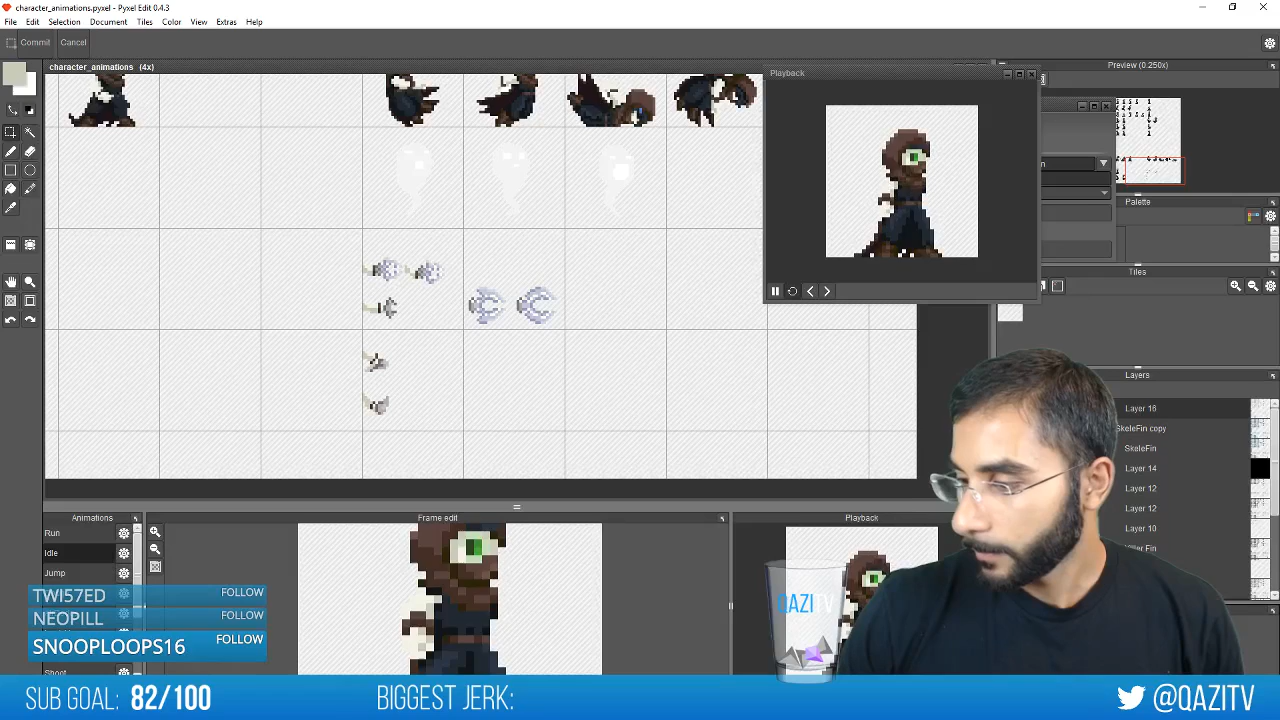 character_animations.pyxel - Pyxel Edit 0.4.3
File Edit Selection Document Tiles Color View Extras Help
Commit Cancel
character_animations (4x)
Playback
Preview (0.250x)
Palette
Tiles
Layers
Layer 16
SkeleFin copy
SkeleFin
Layer 14
Layer 12
Layer 12
Layer 10
Animations
Frame edit
Playback
Run
Idle
Jump
TWI57ED FOLLOW
NEOPILL FOLLOW
SNOOPLOOPS16 FOLLOW
Shoot
QAZITV
SUB GOAL: 82/100
BIGGEST JERK:
@QAZITV